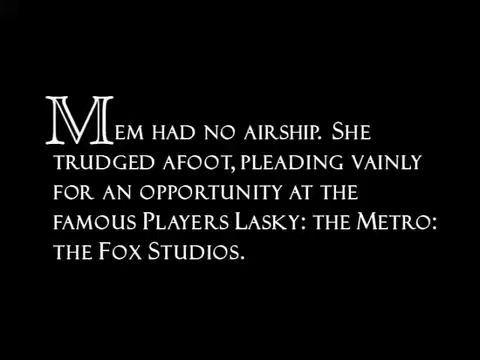 Mem had no airship. She
trudged afoot, pleading vainly
for an opportunity at the
famous Players Lasky: the Metro:
the Fox Studios.